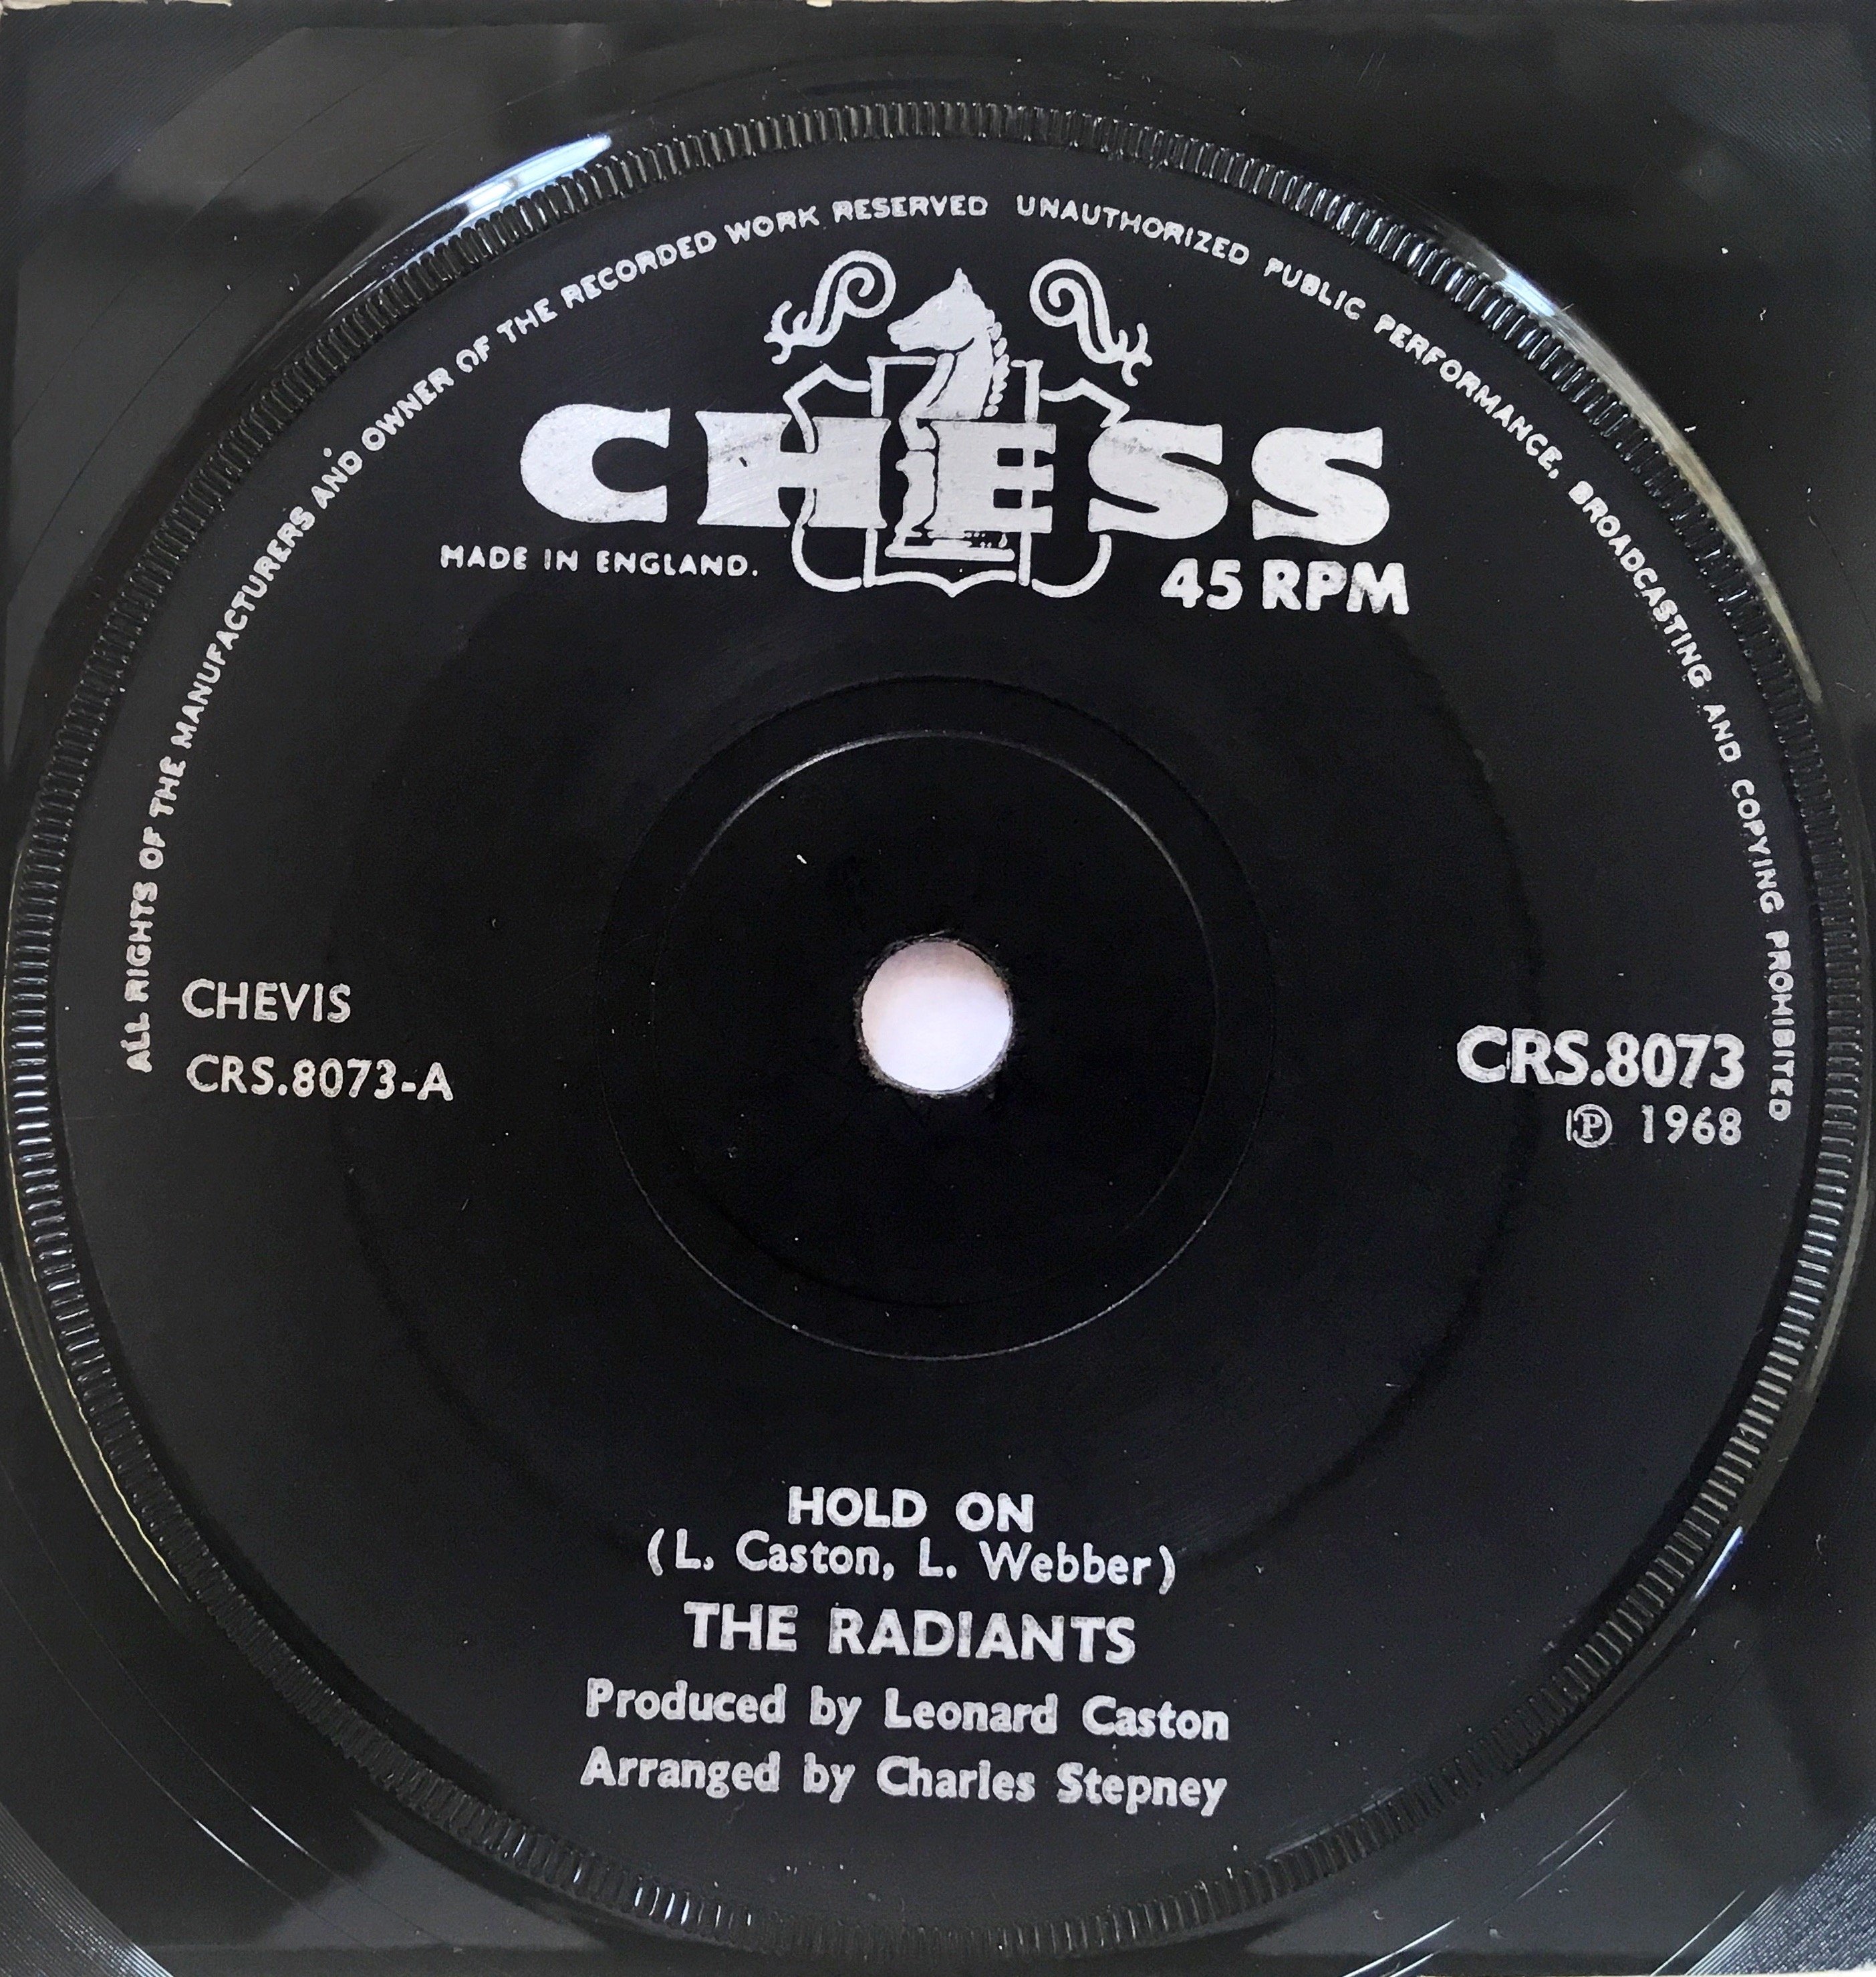 ALL RIGHTS OF THE MANUFACTURERS AND OWNER OF THE RECORDED WORK RESERVED UNAUTHORIZED PUBLIC PERFORMANCE, BROADCASTING AND COPYING PROHIBITED
CHESS
MADE IN ENGLAND.
45 RPM
CHEVIS
CRS.8073-A
CRS.8073
Ⓟ 1968
HOLD ON
(L. Caston, L. Webber)
THE RADIANTS
Produced by Leonard Caston
Arranged by Charles Stepney